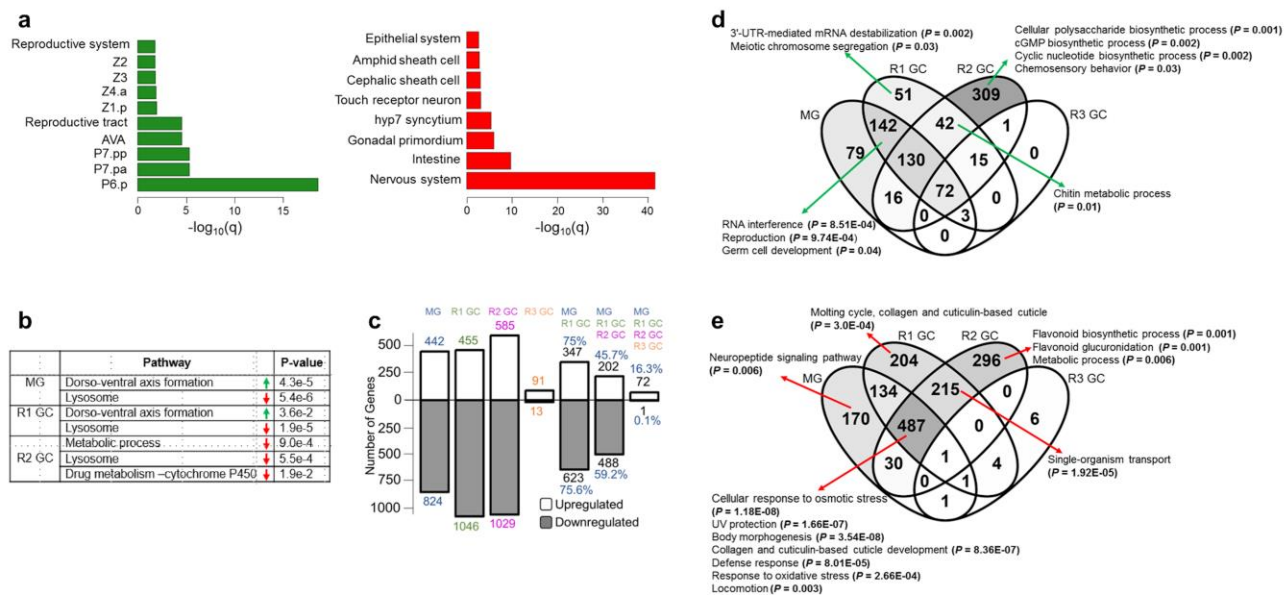 a
Reproductive system
Z2
Z3
Z4.a
Z1.p
Reproductive tract
AVA
P7.pp
P7.pa
P6.p
0 5 10 15
-log10(q)
Epithelial system
Amphid sheath cell
Cephalic sheath cell
Touch receptor neuron
hyp7 syncytium
Gonadal primordium
Intestine
Nervous system
0 10 20 30 40
-log10(q)
b
Pathway P-value
MG Dorso-ventral axis formation ↑ 4.3e-5
Lysosome ↓ 5.4e-6
R1 GC Dorso-ventral axis formation ↑ 3.6e-2
Lysosome ↓ 1.9e-5
R2 GC Metabolic process ↓ 9.0e-4
Lysosome ↓ 5.5e-4
Drug metabolism –cytochrome P450 ↓ 1.9e-2
c
MG R1 GC R2 GC R3 GC MG MG MG
R1 GC R1 GC R1 GC
R2 GC R2 GC
R3 GC
442 455 585 91 75% 45.7% 16.3%
347 202 72
Number of Genes
500
250
0
250
500
750
1000
824 1046 1029 13 623 488 1
75.6% 59.2% 0.1%
Upregulated
Downregulated
d
3'-UTR-mediated mRNA destabilization (P = 0.002)
Meiotic chromosome segregation (P = 0.03)
Cellular polysaccharide biosynthetic process (P = 0.001)
cGMP biosynthetic process (P = 0.002)
Cyclic nucleotide biosynthetic process (P = 0.002)
Chemosensory behavior (P = 0.03)
R1 GC R2 GC
MG R3 GC
51 309
142 42 1
79 130 15 0
16 72 0
0 3
0
Chitin metabolic process
(P = 0.01)
RNA interference (P = 8.51E-04)
Reproduction (P = 9.74E-04)
Germ cell development (P = 0.04)
e
Molting cycle, collagen and cuticulin-based cuticle
(P = 3.0E-04)
Neuropeptide signaling pathway
(P = 0.006)
Flavonoid biosynthetic process (P = 0.001)
Flavonoid glucuronidation (P = 0.001)
Metabolic process (P = 0.006)
R1 GC R2 GC
MG R3 GC
204 296
134 215 0
170 487 0 6
30 1 4
0 1
1
Single-organism transport
(P = 1.92E-05)
Cellular response to osmotic stress
(P = 1.18E-08)
UV protection (P = 1.66E-07)
Body morphogenesis (P = 3.54E-08)
Collagen and cuticulin-based cuticle development (P = 8.36E-07)
Defense response (P = 8.01E-05)
Response to oxidative stress (P = 2.66E-04)
Locomotion (P = 0.003)